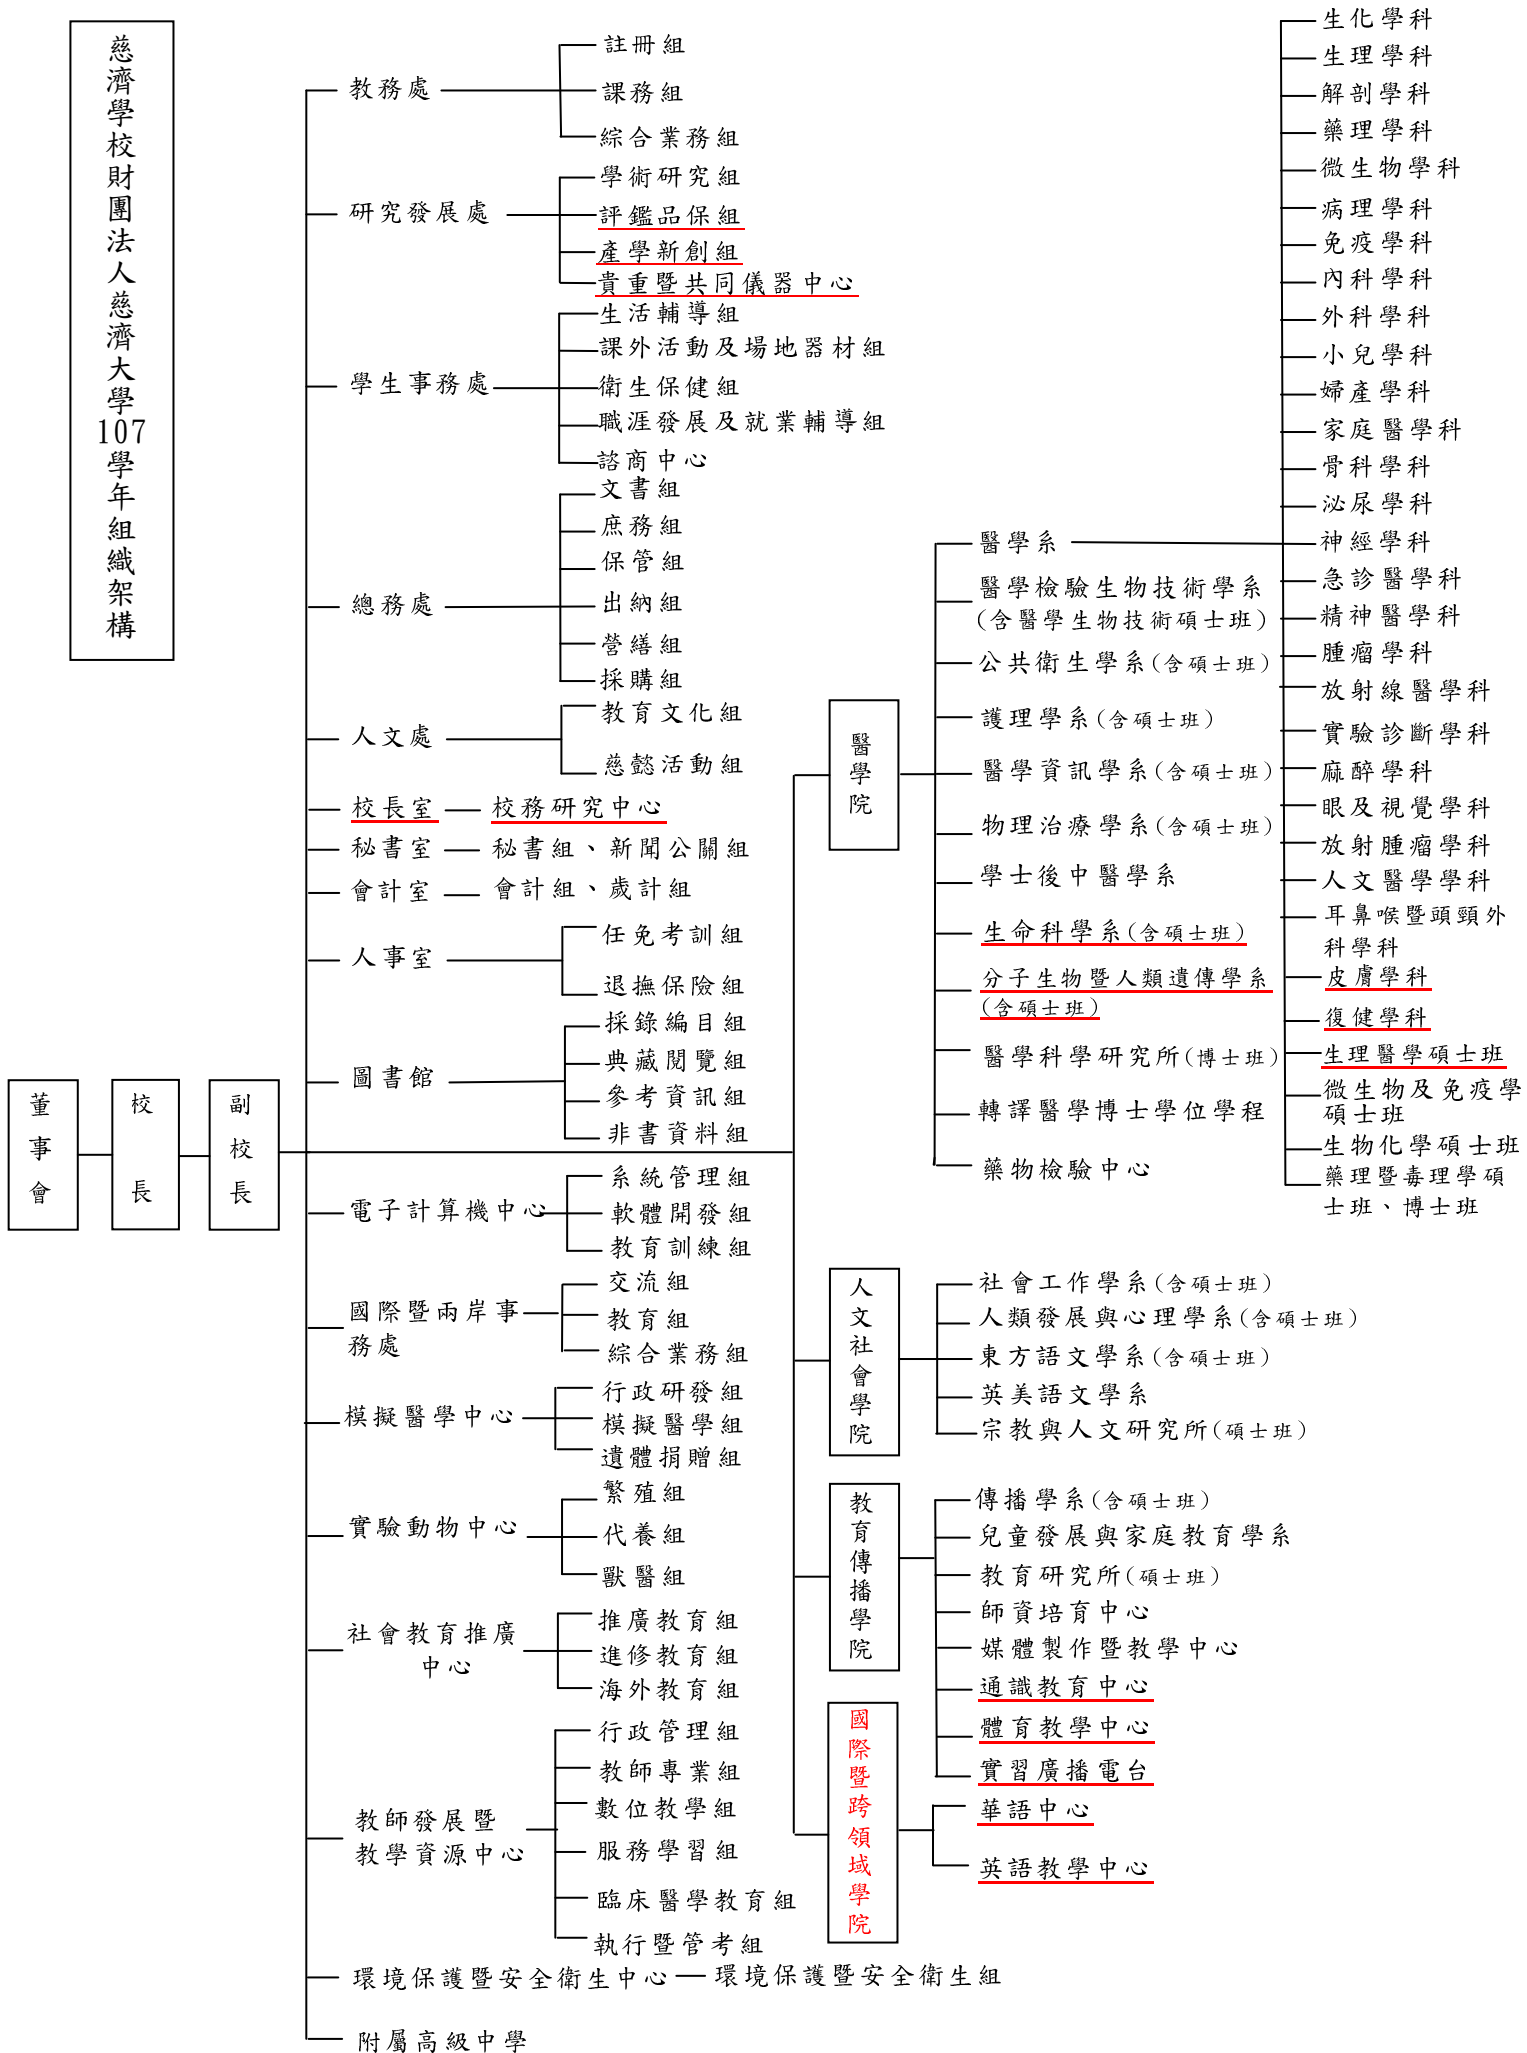 慈濟學校財團法人慈濟大學107學年組織架構
董事會
校長
副校長
教務處
註冊組
課務組
綜合業務組
研究發展處
學術研究組
評鑑品保組
產學新創組
貴重暨共同儀器中心
學生事務處
生活輔導組
課外活動及場地器材組
衛生保健組
職涯發展及就業輔導組
諮商中心
總務處
文書組
庶務組
保管組
出納組
營繕組
採購組
人文處
教育文化組
慈懿活動組
校長室
校務研究中心
秘書室
秘書組、新聞公關組
會計室
會計組、歲計組
人事室
任免考訓組
退撫保險組
圖書館
採錄編目組
典藏閱覽組
參考資訊組
非書資料組
電子計算機中心
系統管理組
軟體開發組
教育訓練組
國際暨兩岸事
務處
交流組
教育組
綜合業務組
模擬醫學中心
行政研發組
模擬醫學組
遺體捐贈組
實驗動物中心
繁殖組
代養組
獸醫組
社會教育推廣
中心
推廣教育組
進修教育組
海外教育組
教師發展暨
教學資源中心
行政管理組
教師專業組
數位教學組
服務學習組
臨床醫學教育組
執行暨管考組
環境保護暨安全衛生中心
環境保護暨安全衛生組
附屬高級中學
醫學院
醫學系
生化學科
生理學科
解剖學科
藥理學科
微生物學科
病理學科
免疫學科
內科學科
外科學科
小兒學科
婦產學科
家庭醫學科
骨科學科
泌尿學科
神經學科
急診醫學科
精神醫學科
腫瘤學科
放射線醫學科
實驗診斷學科
麻醉學科
眼及視覺學科
放射腫瘤學科
人文醫學學科
耳鼻喉暨頭頸外
科學科
皮膚學科
復健學科
生理醫學碩士班
微生物及免疫學
碩士班
生物化學碩士班
藥理暨毒理學碩
士班、博士班
醫學檢驗生物技術學系
(含醫學生物技術碩士班)
公共衛生學系(含碩士班)
護理學系(含碩士班)
醫學資訊學系(含碩士班)
物理治療學系(含碩士班)
學士後中醫學系
生命科學系(含碩士班)
分子生物暨人類遺傳學系
(含碩士班)
醫學科學研究所(博士班)
轉譯醫學博士學位學程
藥物檢驗中心
人文社會學院
社會工作學系(含碩士班)
人類發展與心理學系(含碩士班)
東方語文學系(含碩士班)
英美語文學系
宗教與人文研究所(碩士班)
教育傳播學院
傳播學系(含碩士班)
兒童發展與家庭教育學系
教育研究所(碩士班)
師資培育中心
媒體製作暨教學中心
通識教育中心
體育教學中心
實習廣播電台
國際暨跨領域學院
華語中心
英語教學中心